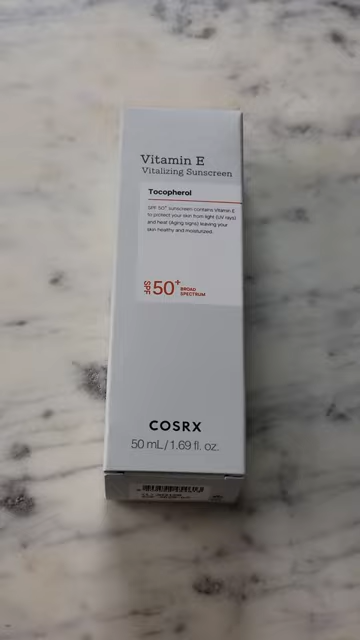 Vitamin E
Vitalizing Sunscreen
Tocopherol
SPF 50+ sunscreen contains Vitamin E
to protect your skin from light (UV rays)
and heat (Aging signs) leaving your
skin healthy and moisturized.
SPF 50+ BROAD
SPECTRUM
COSRX
50 mL / 1.69 fl. oz.